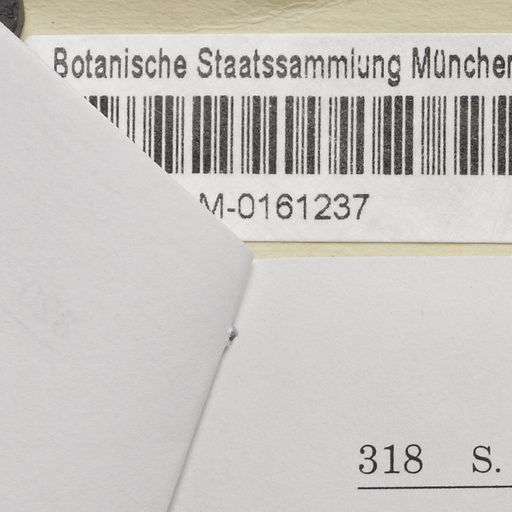 Botanische Staatssammlung München
M-0161237
318 S.